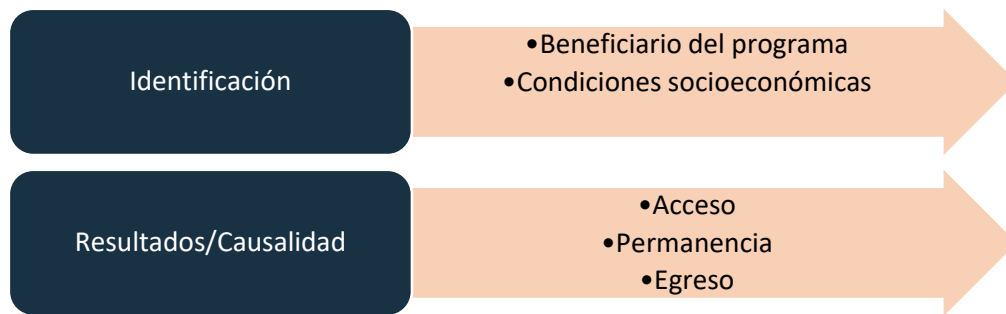 Identificación
•Beneficiario del programa
•Condiciones socioeconómicas
Resultados/Causalidad
•Acceso
•Permanencia
•Egreso